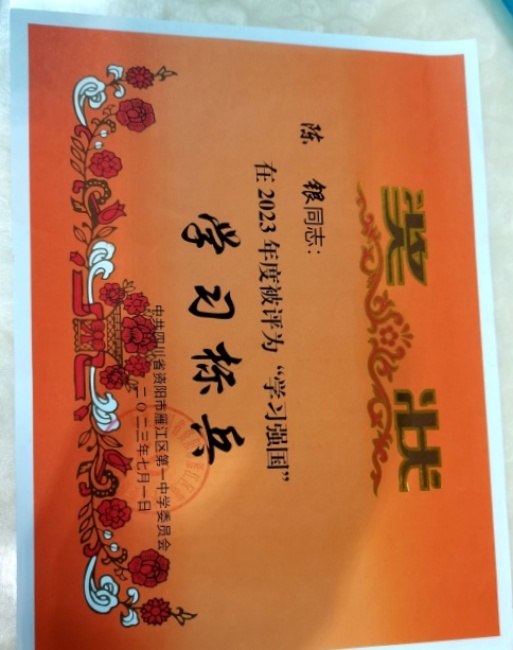 奖状
陈银同志：
在2023年度被评为“学习强国”
学习标兵
中共四川省资阳市雁江区第一中学委员会
二〇二三年七月一日